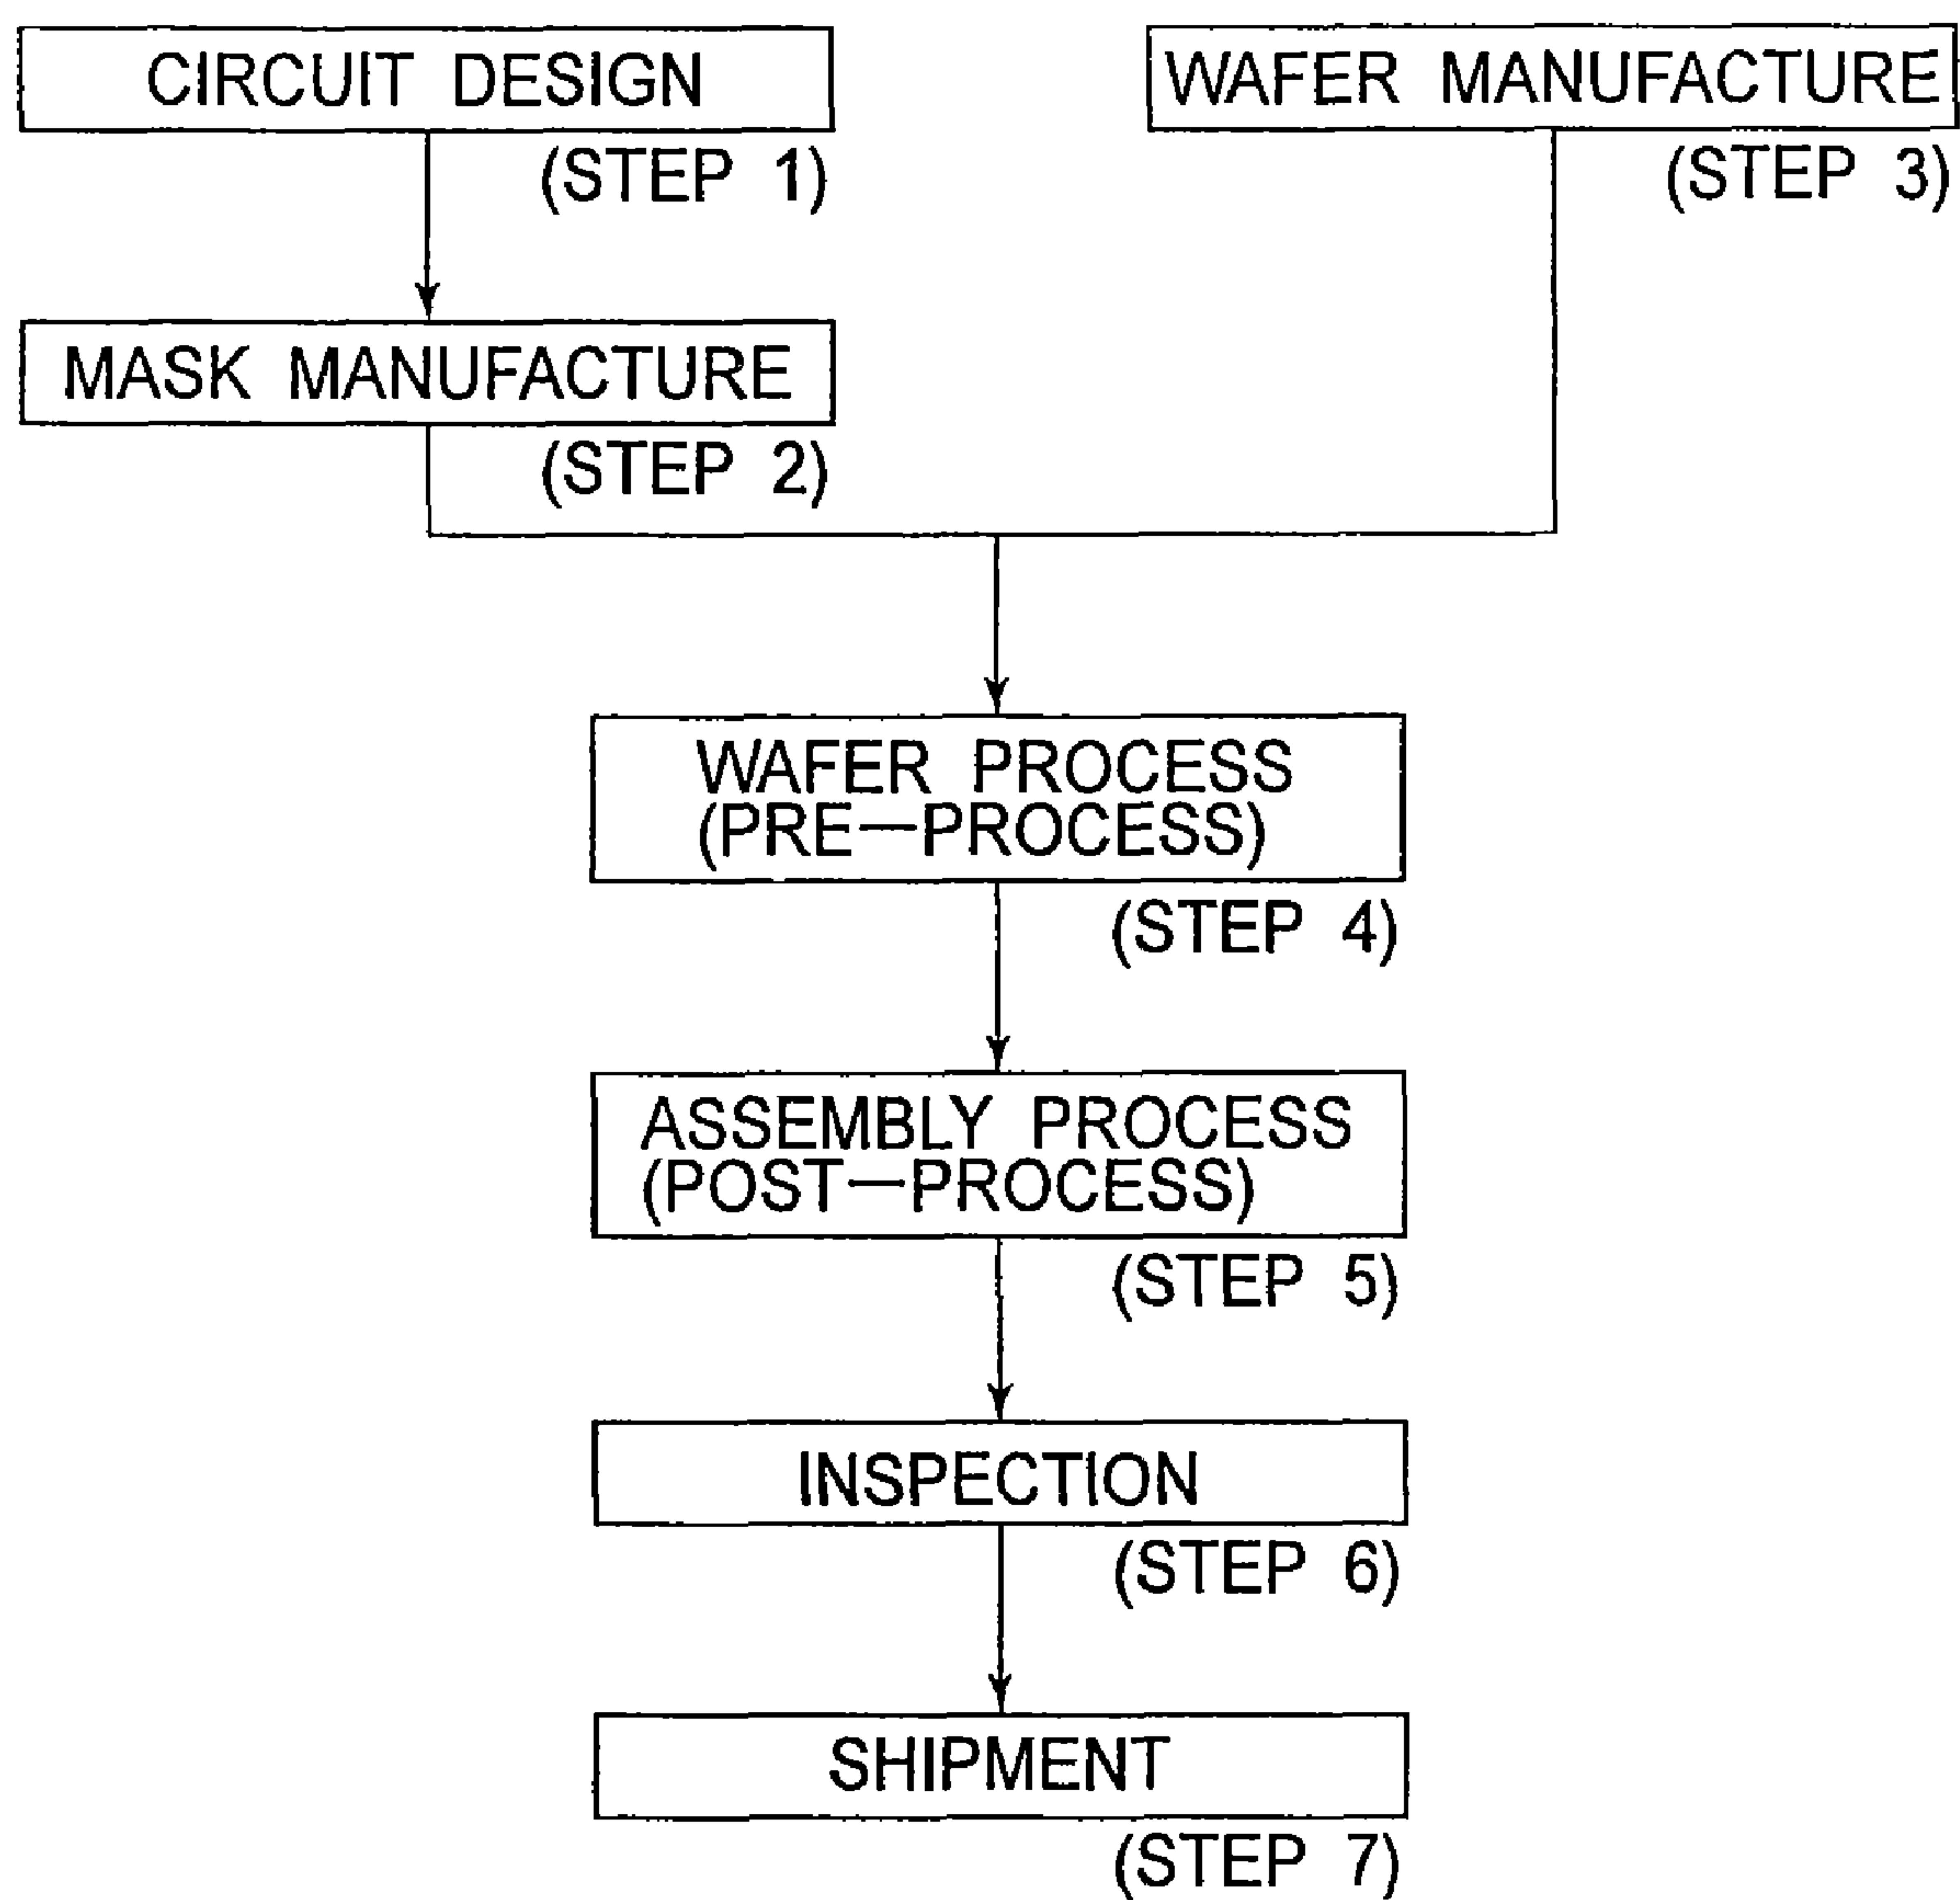 CIRCUIT DESIGN
(STEP 1)
WAFER MANUFACTURE
(STEP 3)
MASK MANUFACTURE
(STEP 2)
WAFER PROCESS
(PRE—PROCESS)
(STEP 4)
ASSEMBLY PROCESS
(POST—PROCESS)
(STEP 5)
INSPECTION
(STEP 6)
SHIPMENT
(STEP 7)